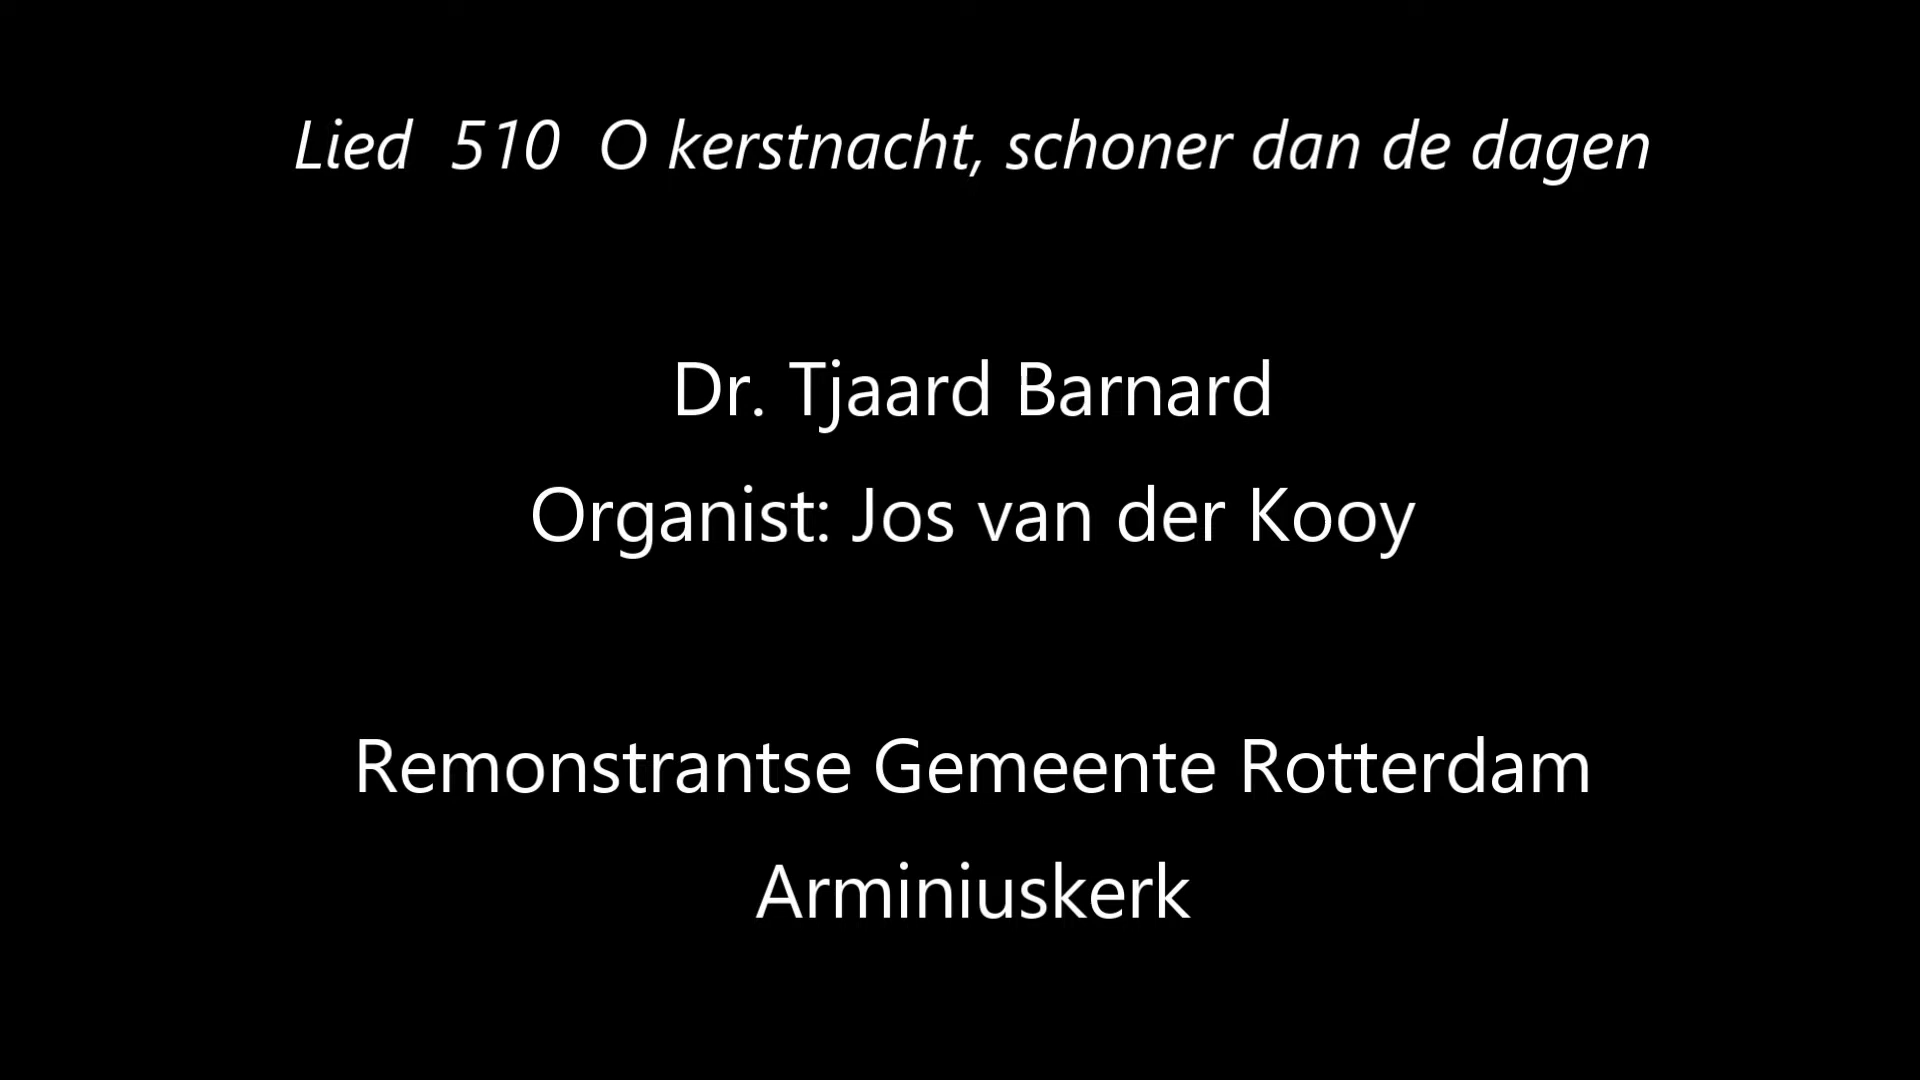 Lied 510 O kerstnacht, schoner dan de dagen
Dr. Tjaard Barnard
Organist: Jos van der Kooy
Remonstrantse Gemeente Rotterdam
Arminiuskerk